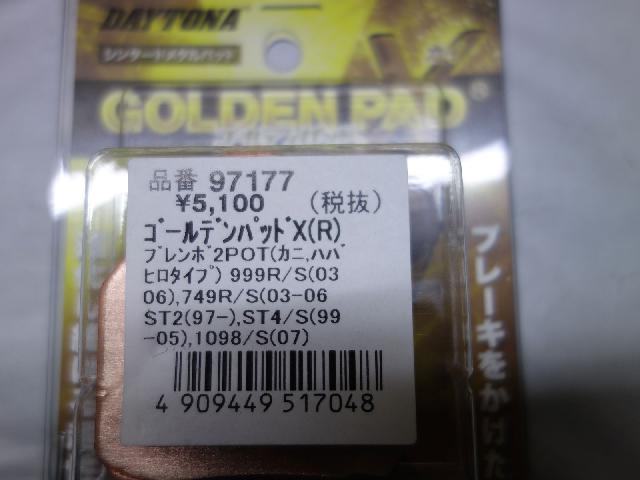 DAYTONA
シンタードメタルパッド
GOLDEN PAD®
品番 97177
¥5,100 (税抜)
ｺﾞｰﾙﾃﾞﾝﾊﾟｯﾄﾞX(R)
ﾌﾞﾚﾝﾎﾞ2POT(ｶﾆ,ﾊﾊﾞ
ﾋﾛﾀｲﾌﾟ) 999R/S(03
06),749R/S(03-06
ST2(97-),ST4/S(99
-05),1098/S(07)
4 909449 517048
ブレーキをかけた